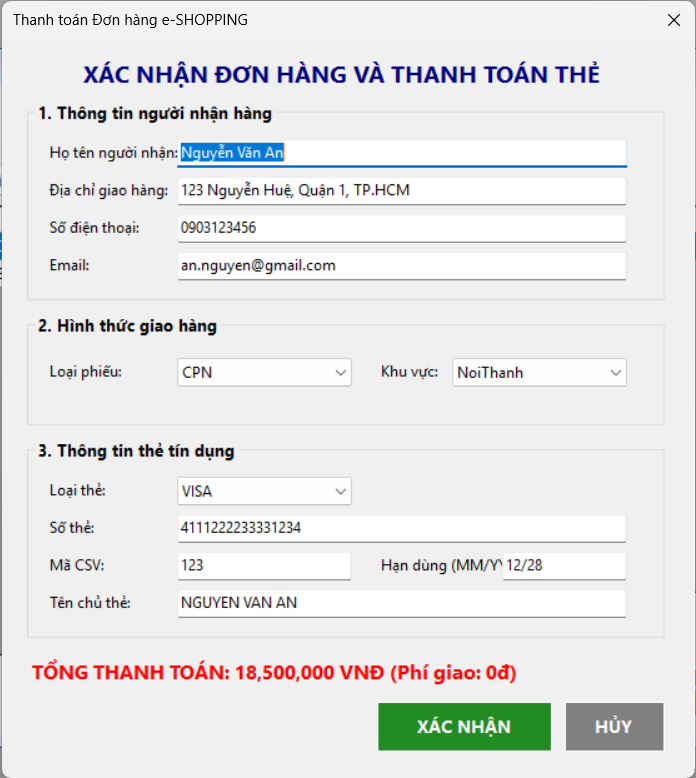 Thanh toán Đơn hàng e-SHOPPING
XÁC NHẬN ĐƠN HÀNG VÀ THANH TOÁN THẺ
1. Thông tin người nhận hàng
Họ tên người nhận: Nguyễn Văn An
Địa chỉ giao hàng: 123 Nguyễn Huệ, Quận 1, TP.HCM
Số điện thoại: 0903123456
Email: an.nguyen@gmail.com
2. Hình thức giao hàng
Loại phiếu: CPN Khu vực: NoiThanh
3. Thông tin thẻ tín dụng
Loại thẻ: VISA
Số thẻ: 4111222233331234
Mã CSV: 123 Hạn dùng (MM/Y 12/28
Tên chủ thẻ: NGUYEN VAN AN
TỔNG THANH TOÁN: 18,500,000 VNĐ (Phí giao: 0đ)
XÁC NHẬN HỦY